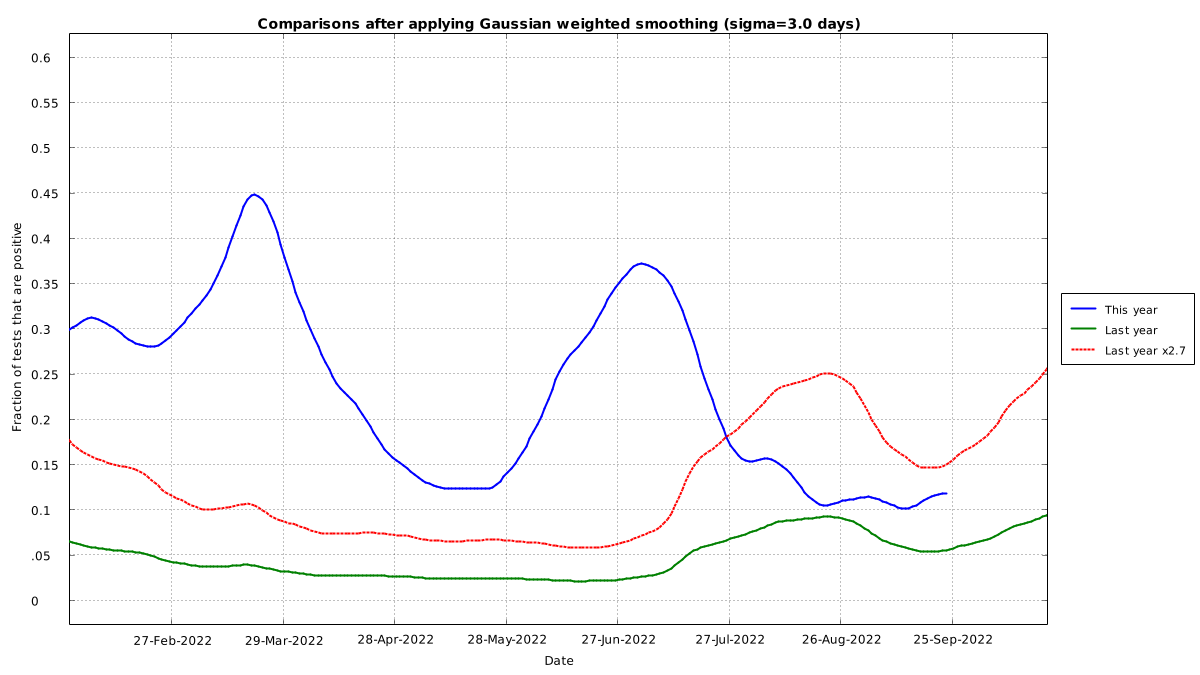 Comparisons after applying Gaussian weighted smoothing (sigma=3.0 days)
0.6
0.55
0.5
0.45
0.4
0.35
0.3
0.25
0.2
0.15
0.1
.05
0
Fraction of tests that are positive
27-Feb-2022 29-Mar-2022 28-Apr-2022 28-May-2022 27-Jun-2022 27-Jul-2022 26-Aug-2022 25-Sep-2022
Date
This year
Last year
Last year x2.7